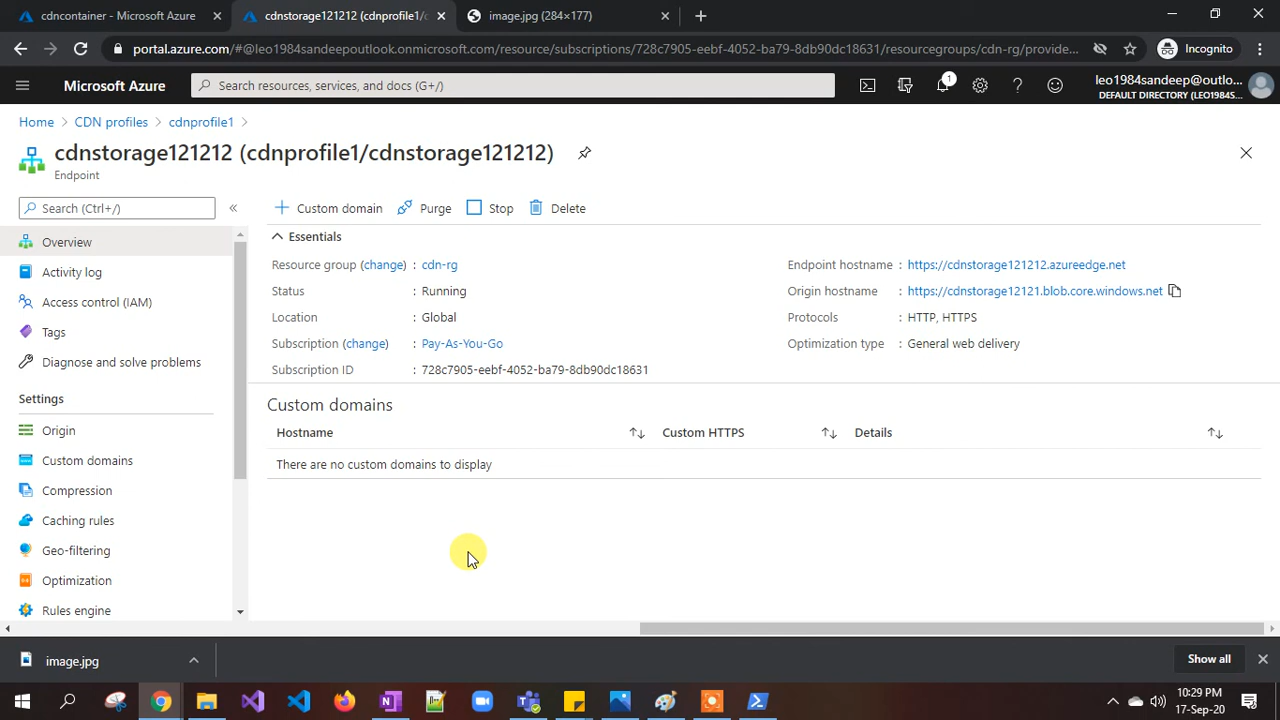 cdncontainer - Microsoft Azure
cdnstorage121212 (cdnprofile1/c
image.jpg (284×177)
portal.azure.com/#@leo1984sandeepoutlook.onmicrosoft.com/resource/subscriptions/728c7905-eebf-4052-ba79-8db90dc18631/resourcegroups/cdn-rg/provide...
Incognito
Microsoft Azure
Search resources, services, and docs (G+/)
1
leo1984sandeep@outlo...
DEFAULT DIRECTORY (LEO1984S...
Home > CDN profiles > cdnprofile1 >
cdnstorage121212 (cdnprofile1/cdnstorage121212)
Endpoint
Search (Ctrl+/)
«
Overview
Activity log
Access control (IAM)
Tags
Diagnose and solve problems
Settings
Origin
Custom domains
Compression
Caching rules
Geo-filtering
Optimization
Rules engine
Custom domain
Purge
Stop
Delete
Essentials
Resource group (change) : cdn-rg
Status : Running
Location : Global
Subscription (change) : Pay-As-You-Go
Subscription ID : 728c7905-eebf-4052-ba79-8db90dc18631
Endpoint hostname : https://cdnstorage121212.azureedge.net
Origin hostname : https://cdnstorage12121.blob.core.windows.net
Protocols : HTTP, HTTPS
Optimization type : General web delivery
Custom domains
Hostname
Custom HTTPS
Details
There are no custom domains to display
image.jpg
Show all
10:29 PM
17-Sep-20